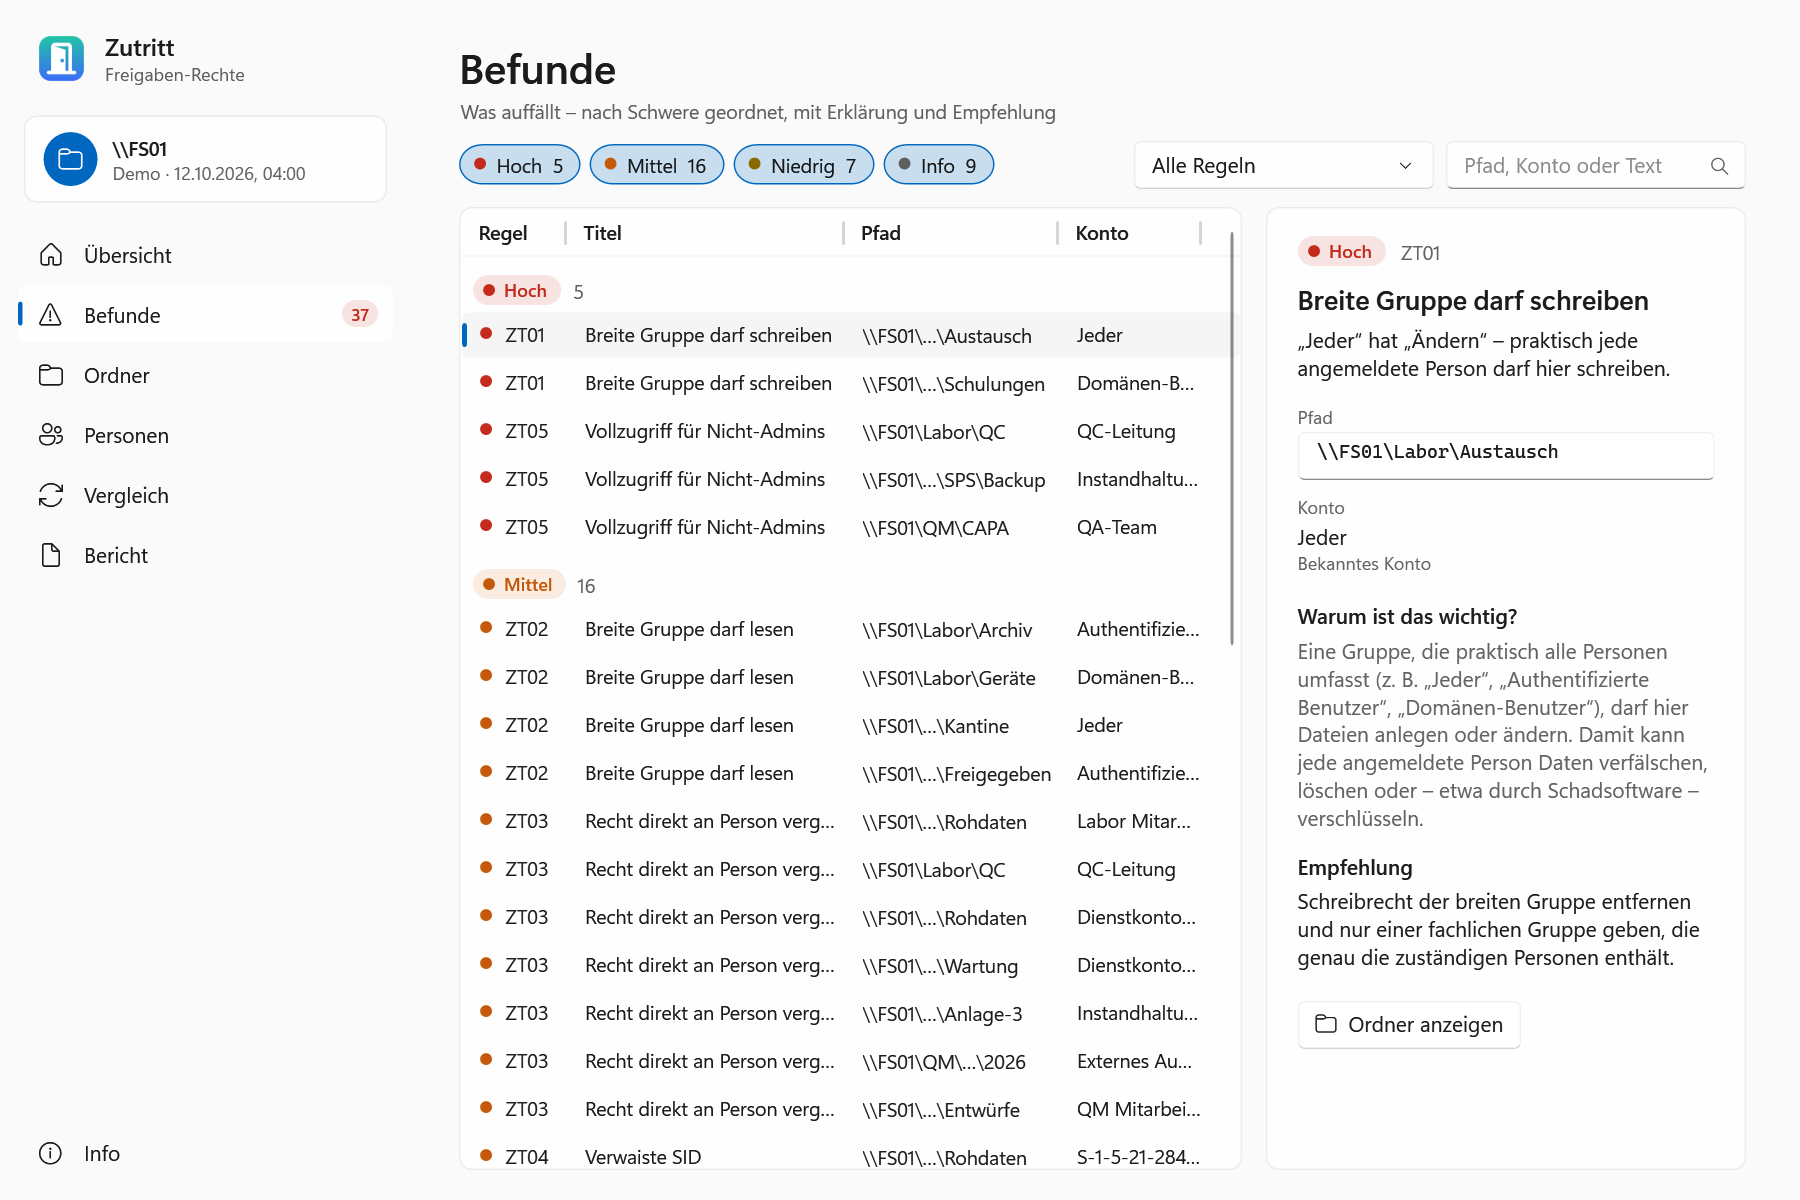 Zutritt
Freigaben-Rechte
\\FS01
Demo · 12.10.2026, 04:00
Übersicht
Befunde 37
Ordner
Personen
Vergleich
Bericht
Info
Befunde
Was auffällt – nach Schwere geordnet, mit Erklärung und Empfehlung
Hoch 5 Mittel 16 Niedrig 7 Info 9 Alle Regeln Pfad, Konto oder Text
Regel Titel Pfad Konto
Hoch 5
ZT01 Breite Gruppe darf schreiben \\FS01\...\Austausch Jeder
ZT01 Breite Gruppe darf schreiben \\FS01\...\Schulungen Domänen-B...
ZT05 Vollzugriff für Nicht-Admins \\FS01\Labor\QC QC-Leitung
ZT05 Vollzugriff für Nicht-Admins \\FS01\...\SPS\Backup Instandhaltu...
ZT05 Vollzugriff für Nicht-Admins \\FS01\QM\CAPA QA-Team
Mittel 16
ZT02 Breite Gruppe darf lesen \\FS01\Labor\Archiv Authentifizie...
ZT02 Breite Gruppe darf lesen \\FS01\Labor\Geräte Domänen-B...
ZT02 Breite Gruppe darf lesen \\FS01\...\Kantine Jeder
ZT02 Breite Gruppe darf lesen \\FS01\...\Freigegeben Authentifizie...
ZT03 Recht direkt an Person verg... \\FS01\...\Rohdaten Labor Mitar...
ZT03 Recht direkt an Person verg... \\FS01\Labor\QC QC-Leitung
ZT03 Recht direkt an Person verg... \\FS01\...\Rohdaten Dienstkonto...
ZT03 Recht direkt an Person verg... \\FS01\...\Wartung Dienstkonto...
ZT03 Recht direkt an Person verg... \\FS01\...\Anlage-3 Instandhaltu...
ZT03 Recht direkt an Person verg... \\FS01\QM\...\2026 Externes Au...
ZT03 Recht direkt an Person verg... \\FS01\...\Entwürfe QM Mitarbei...
ZT04 Verwaiste SID \\FS01\...\Rohdaten S-1-5-21-284...
Hoch ZT01
Breite Gruppe darf schreiben
„Jeder“ hat „Ändern“ – praktisch jede
angemeldete Person darf hier schreiben.
Pfad
\\FS01\Labor\Austausch
Konto
Jeder
Bekanntes Konto
Warum ist das wichtig?
Eine Gruppe, die praktisch alle Personen
umfasst (z. B. „Jeder“, „Authentifizierte
Benutzer“, „Domänen-Benutzer“), darf hier
Dateien anlegen oder ändern. Damit kann
jede angemeldete Person Daten verfälschen,
löschen oder – etwa durch Schadsoftware –
verschlüsseln.
Empfehlung
Schreibrecht der breiten Gruppe entfernen
und nur einer fachlichen Gruppe geben, die
genau die zuständigen Personen enthält.
Ordner anzeigen